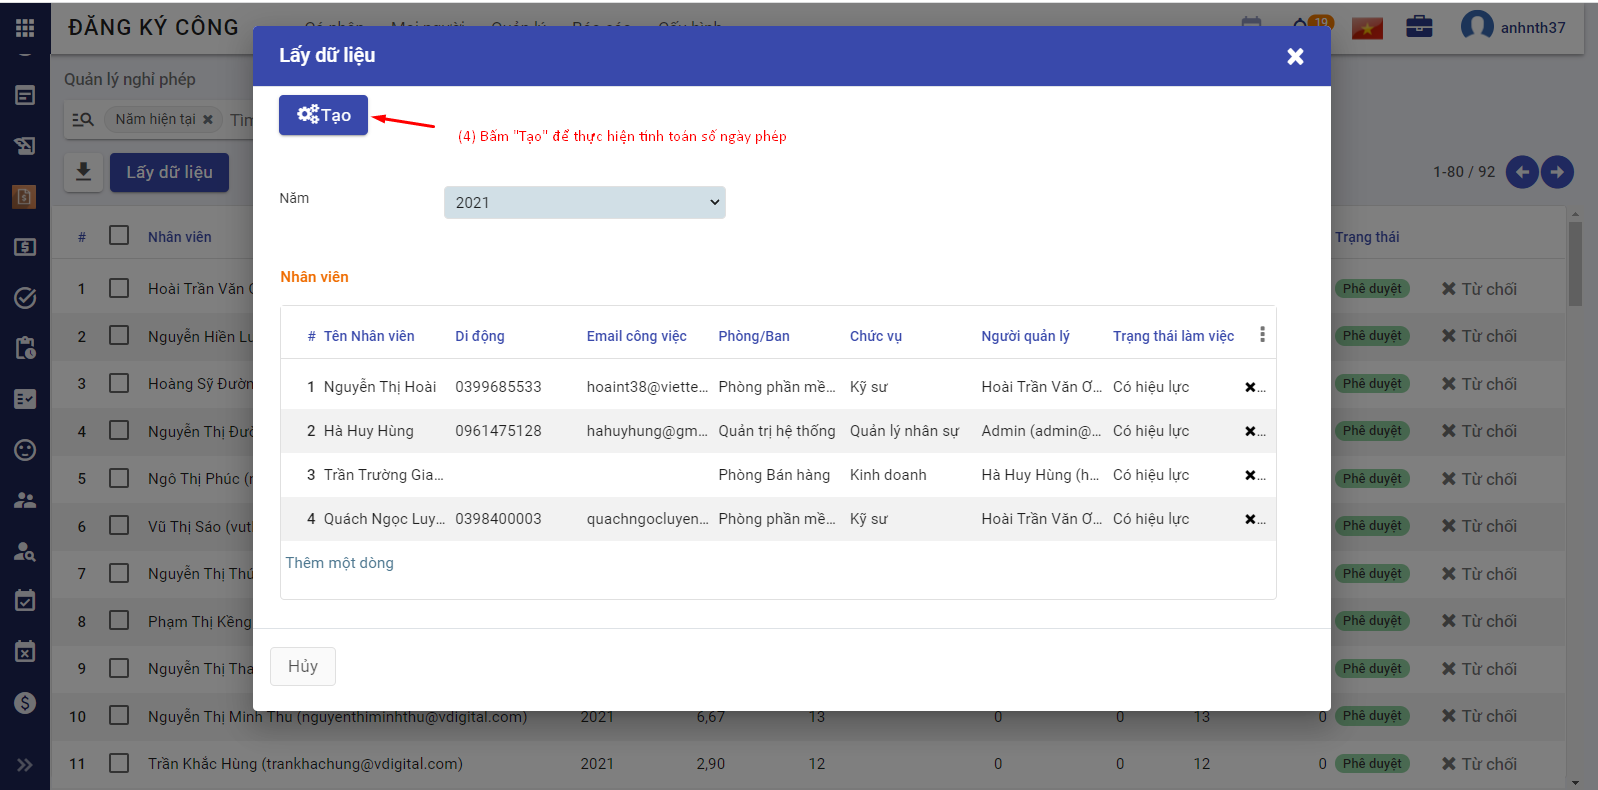 ĐĂNG KÝ CÔNG
Cá nhân Mọi người Quản lý Báo cáo Cấu hình
19
anhnth37
Quản lý nghỉ phép
Năm hiện tại
Lấy dữ liệu
1-80 / 92
Lấy dữ liệu
Tạo
(4) Bấm "Tạo" để thực hiện tính toán số ngày phép
Năm
2021
Nhân viên
# Tên Nhân viên Di động Email công việc Phòng/Ban Chức vụ Người quản lý Trạng thái làm việc
1 Nguyễn Thị Hoài 0399685533 hoaint38@viette... Phòng phần mề... Kỹ sư Hoài Trần Văn Ơ... Có hiệu lực
2 Hà Huy Hùng 0961475128 hahuyhung@gm... Quản trị hệ thống Quản lý nhân sự Admin (admin@... Có hiệu lực
3 Trần Trường Gia... Phòng Bán hàng Kinh doanh Hà Huy Hùng (h... Có hiệu lực
4 Quách Ngọc Luy... 0398400003 quachngocluyen... Phòng phần mề... Kỹ sư Hoài Trần Văn Ơ... Có hiệu lực
Thêm một dòng
Hủy
# Nhân viên Trạng thái
1 Hoài Trần Văn Phê duyệt Từ chối
2 Nguyễn Hiền Phê duyệt Từ chối
3 Hoàng Sỹ Phê duyệt Từ chối
4 Nguyễn Thị Phê duyệt Từ chối
5 Ngô Thị Phúc Phê duyệt Từ chối
6 Vũ Thị Sáo Phê duyệt Từ chối
7 Nguyễn Thị Phê duyệt Từ chối
8 Phạm Thị Kềng Phê duyệt Từ chối
9 Nguyễn Thị Phê duyệt Từ chối
10 Nguyễn Thị Minh Thu (nguyenthiminhthu@vdigital.com) 2021 6,67 13 0 0 13 0 Phê duyệt Từ chối
11 Trần Khắc Hùng (trankhachung@vdigital.com) 2021 2,90 12 0 0 12 0 Phê duyệt Từ chối